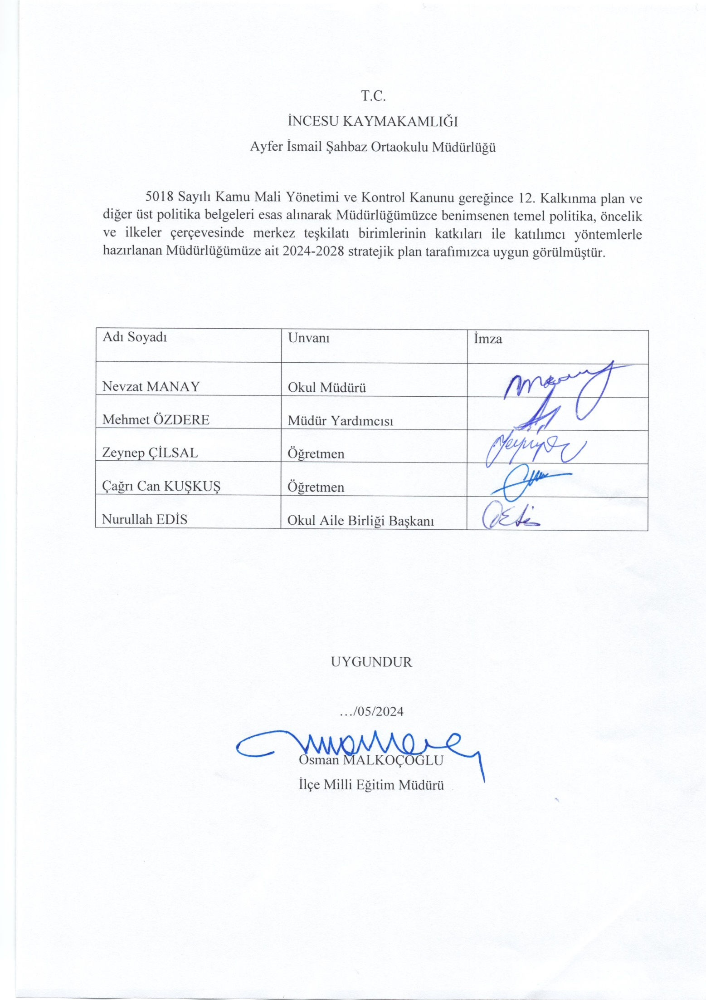 T.C.
İNCESU KAYMAKAMLIĞI
Ayfer İsmail Şahbaz Ortaokulu Müdürlüğü
5018 Sayılı Kamu Mali Yönetimi ve Kontrol Kanunu gereğince 12. Kalkınma plan ve
diğer üst politika belgeleri esas alınarak Müdürlüğümüzce benimsenen temel politika, öncelik
ve ilkeler çerçevesinde merkez teşkilatı birimlerinin katkıları ile katılımcı yöntemlerle
hazırlanan Müdürlüğümüze ait 2024-2028 stratejik plan tarafımızca uygun görülmüştür.
Adı Soyadı Unvanı İmza
Nevzat MANAY Okul Müdürü
Mehmet ÖZDERE Müdür Yardımcısı
Zeynep ÇİLSAL Öğretmen
Çağrı Can KUŞKUŞ Öğretmen
Nurullah EDİS Okul Aile Birliği Başkanı
UYGUNDUR
…/05/2024
Osman MALKOÇOĞLU
İlçe Milli Eğitim Müdürü